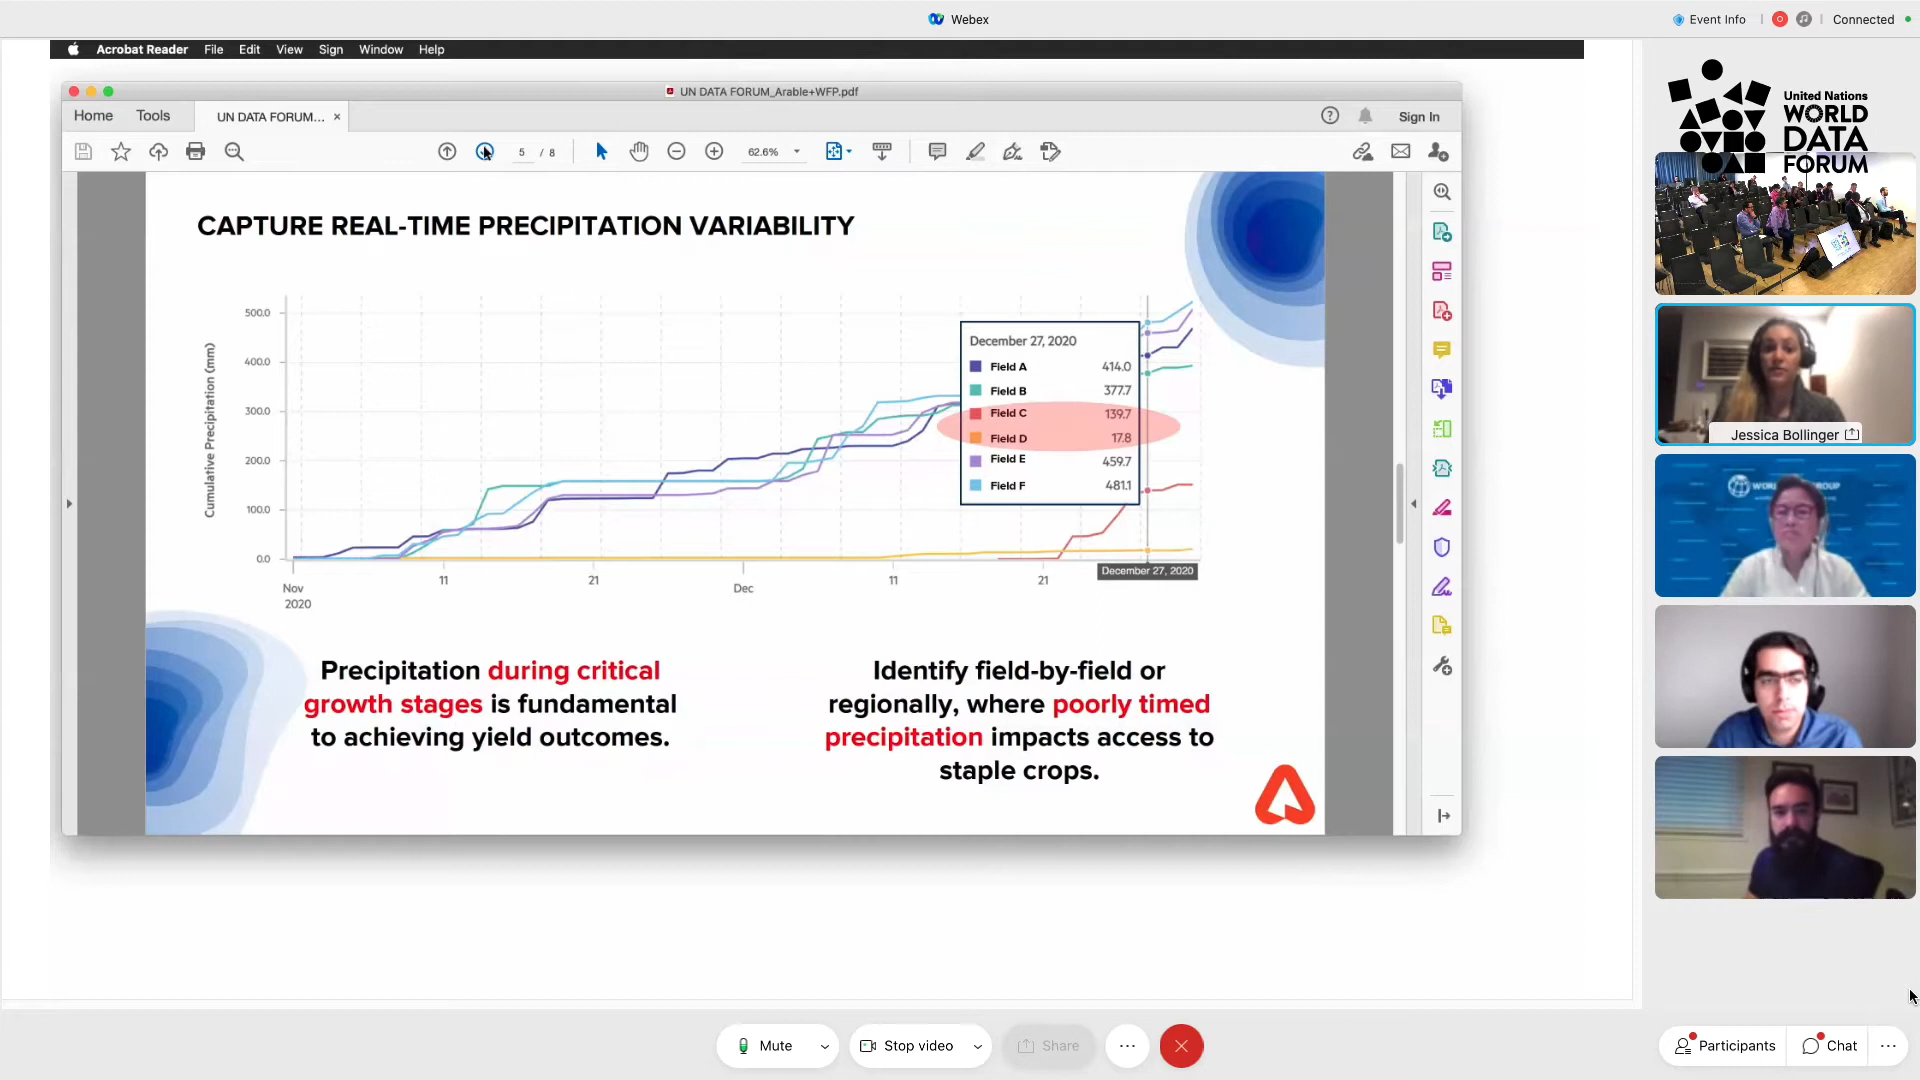 Webex
Event Info
Connected
Acrobat Reader File Edit View Sign Window Help
UN DATA FORUM_Arable+WFP.pdf
Home Tools UN DATA FORUM... ×
Sign In
5 / 8
62.6%
United Nations
WORLD
DATA
FORUM
CAPTURE REAL-TIME PRECIPITATION VARIABILITY
Cumulative Precipitation (mm)
500.0
400.0
300.0
200.0
100.0
0.0
Nov
2020
11
21
Dec
11
21
December 27, 2020
December 27, 2020
Field A 414.0
Field B 377.7
Field C 139.7
Field D 17.8
Field E 459.7
Field F 481.1
Precipitation during critical
growth stages is fundamental
to achieving yield outcomes.
Identify field-by-field or
regionally, where poorly timed
precipitation impacts access to
staple crops.
Jessica Bollinger
Mute
Stop video
Share
Participants
Chat